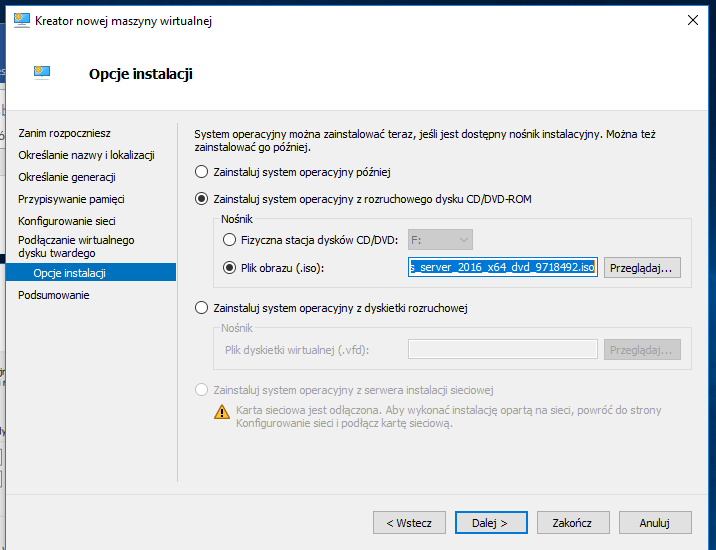 Kreator nowej maszyny wirtualnej
Opcje instalacji
Zanim rozpoczniesz
Określanie nazwy i lokalizacji
Określanie generacji
Przypisywanie pamięci
Konfigurowanie sieci
Podłączanie wirtualnego
dysku twardego
Opcje instalacji
Podsumowanie
System operacyjny można zainstalować teraz, jeśli jest dostępny nośnik instalacyjny. Można też
zainstalować go później.
Zainstaluj system operacyjny później
Zainstaluj system operacyjny z rozruchowego dysku CD/DVD-ROM
Nośnik
Fizyczna stacja dysków CD/DVD:
F:
Plik obrazu (.iso):
s_server_2016_x64_dvd_9718492.iso
Przeglądaj...
Zainstaluj system operacyjny z dyskietki rozruchowej
Nośnik
Plik dyskietki wirtualnej (.vfd):
Przeglądaj...
Zainstaluj system operacyjny z serwera instalacji sieciowej
Karta sieciowa jest odłączona. Aby wykonać instalację opartą na sieci, powróć do strony
Konfigurowanie sieci i podłącz kartę sieciową.
< Wstecz
Dalej >
Zakończ
Anuluj